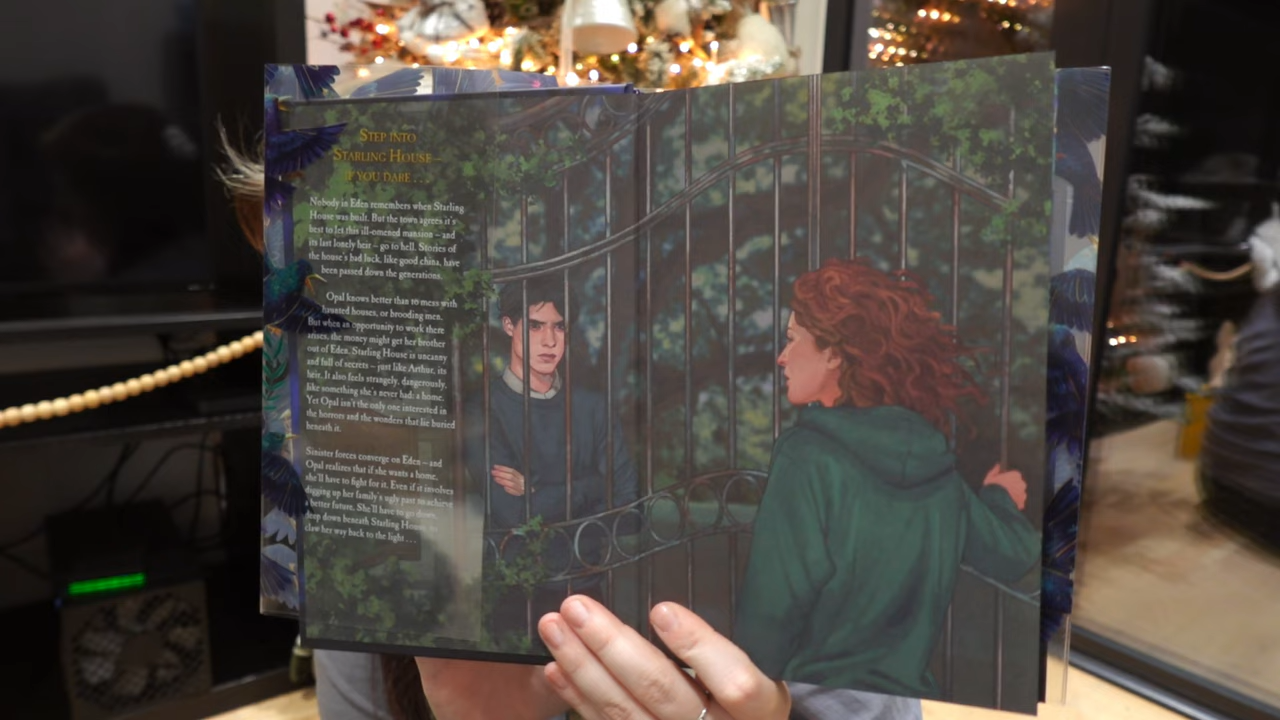 STEP INTO
STARLING HOUSE –
IF YOU DARE . . .
Nobody in Eden remembers when Starling
House was built. But the town agrees it's
best to let this ill-omened mansion – and
its last lonely heir – go to hell. Stories of
the house's bad luck, like good china, have
been passed down the generations.
Opal knows better than to mess with
haunted houses, or brooding men.
But when an opportunity to work there
arises, the money might get her brother
out of Eden. Starling House is uncanny
and full of secrets – just like Arthur, its
heir. It also feels strangely, dangerously,
like something she's never had: a home.
Yet Opal isn't the only one interested in
the horrors and the wonders that lie buried
beneath it.
Sinister forces converge on Eden – and
Opal realizes that if she wants a home,
she'll have to fight for it. Even if it involves
digging up her family's ugly past to achieve
a better future. She'll have to go down,
deep down beneath Starling House to
claw her way back to the light . . .